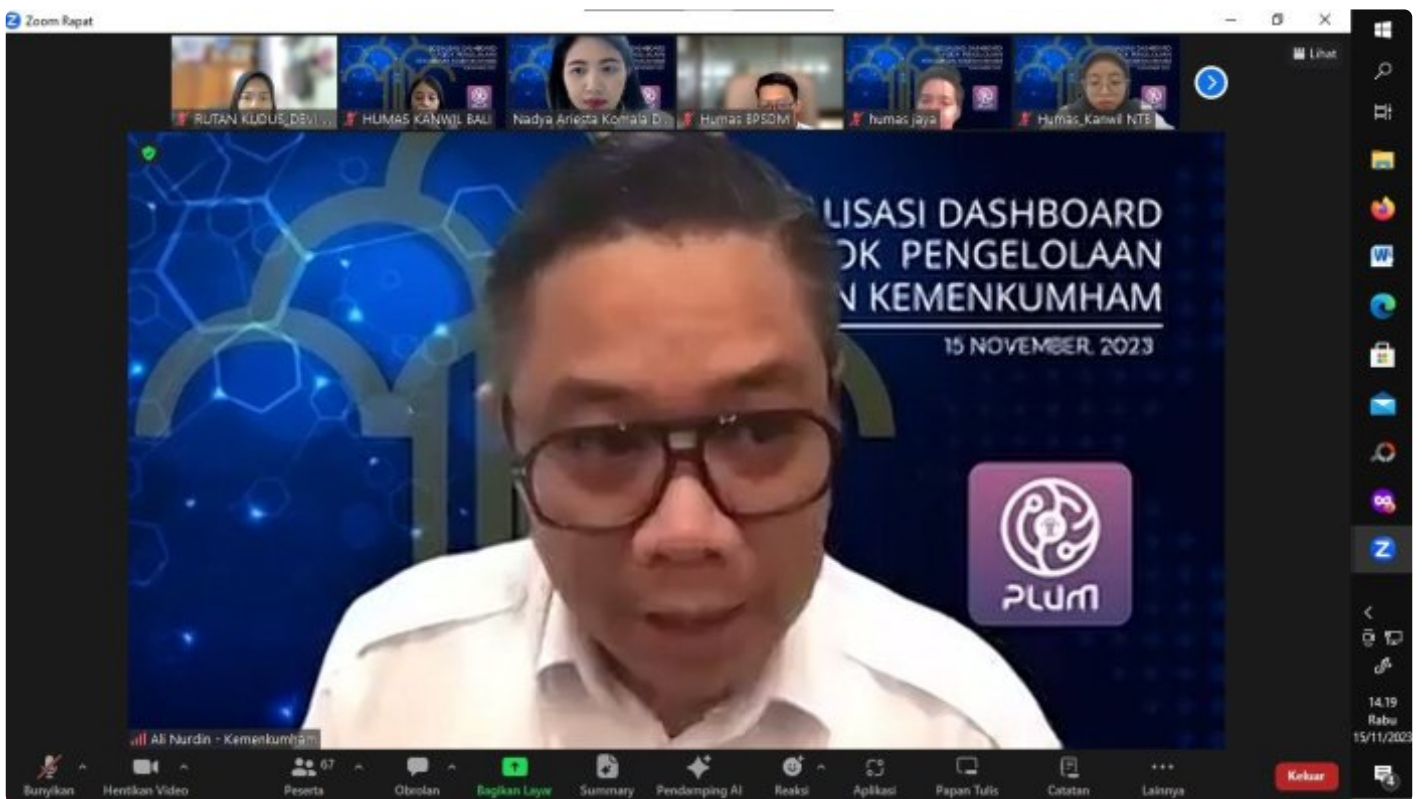 Zoom Rapat
Lihat
RUTAN KUDUS_DEVI ...
HUMAS KANWIL BALI
Nadya Ariesta Komala D...
Humas BPSDM
humas jaya
Humas_Kanwil NTB
LISASI DASHBOARD
OK PENGELOLAAN
N KEMENKUMHAM
15 NOVEMBER, 2023
PLUM
Ali Nurdin - Kemenkumham
14.19
Rabu
15/11/2023
67
Bunyikan
Hentikan Video
Peserta
Obrolan
Bagikan Layar
Summary
Pendamping AI
Reaksi
Aplikasi
Papan Tulis
Catatan
Lainnya
Keluar
4